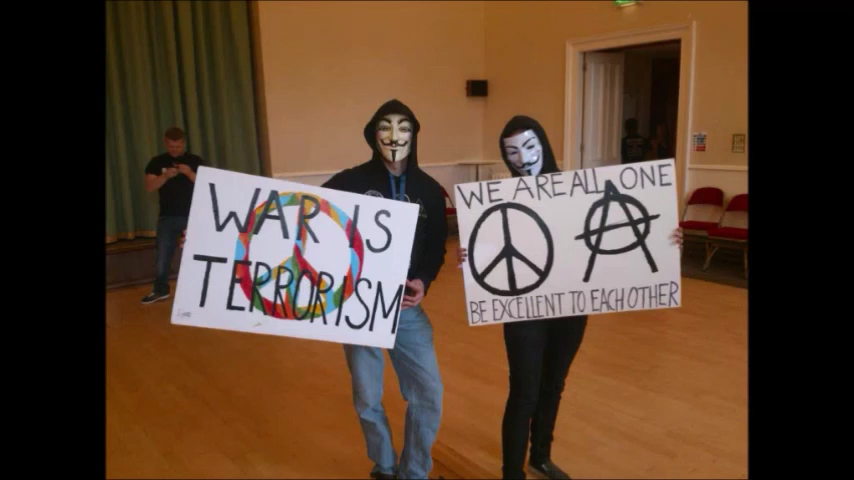 WAR IS
TERRORISM
WE ARE ALL ONE
BE EXCELLENT TO EACH OTHER